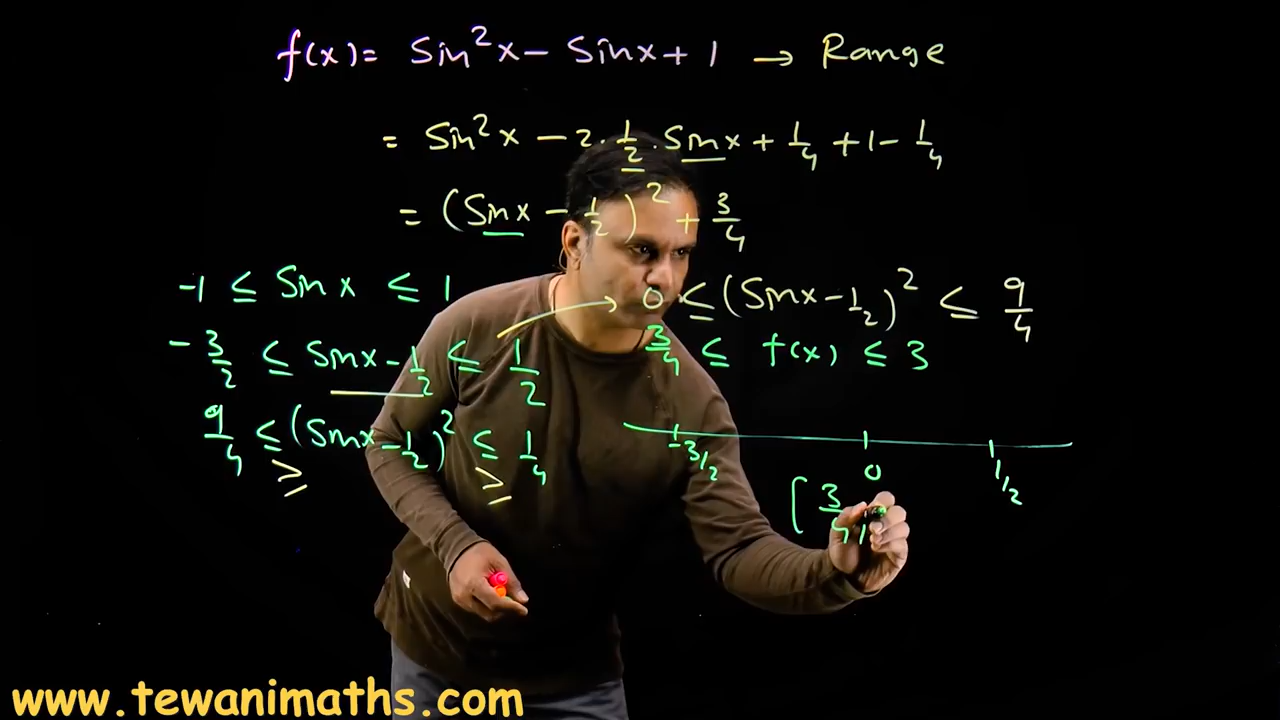 f(x) = Sin²x - Sinx + 1 → Range
= Sin²x - 2 · 1/2 · Sinx + 1/4 + 1 - 1/4
= (Sinx - 1/2)² + 3/4
-1 ≤ Sinx ≤ 1
-3/2 ≤ Sinx - 1/2 ≤ 1/2
9/4 ≤ (Sinx - 1/2)² ≤ 1/4
≥ ≥
0 ≤ (Sinx - 1/2)² ≤ 9/4
3/4 ≤ f(x) ≤ 3
-3/2 0 1/2
[3/4,
www.tewanimaths.com